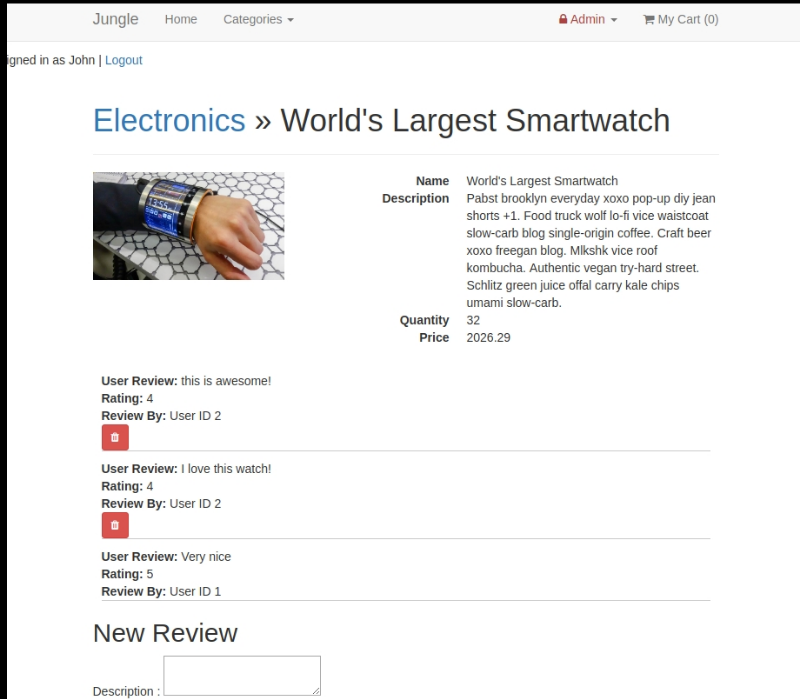 Jungle Home Categories Admin My Cart (0)
igned in as John | Logout
Electronics » World's Largest Smartwatch
13:55
Name World's Largest Smartwatch
Description Pabst brooklyn everyday xoxo pop-up diy jean
shorts +1. Food truck wolf lo-fi vice waistcoat
slow-carb blog single-origin coffee. Craft beer
xoxo freegan blog. Mlkshk vice roof
kombucha. Authentic vegan try-hard street.
Schlitz green juice offal carry kale chips
umami slow-carb.
Quantity 32
Price 2026.29
User Review: this is awesome!
Rating: 4
Review By: User ID 2
User Review: I love this watch!
Rating: 4
Review By: User ID 2
User Review: Very nice
Rating: 5
Review By: User ID 1
New Review
Description :